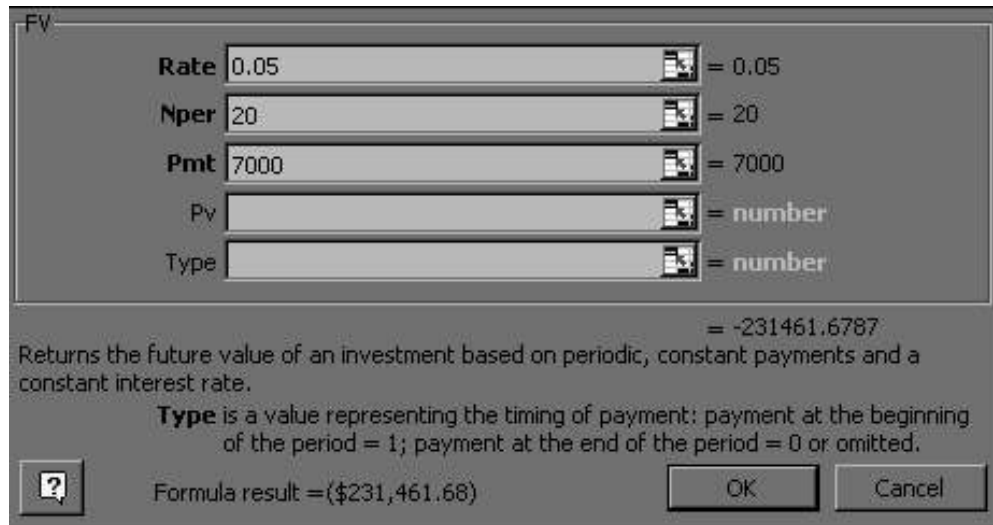 FV
Rate 0.05 = 0.05
Nper 20 = 20
Pmt 7000 = 7000
Pv = number
Type = number
= -231461.6787
Returns the future value of an investment based on periodic, constant payments and a
constant interest rate.
Type is a value representing the timing of payment: payment at the beginning
of the period = 1; payment at the end of the period = 0 or omitted.
? Formula result =($231,461.68) OK Cancel